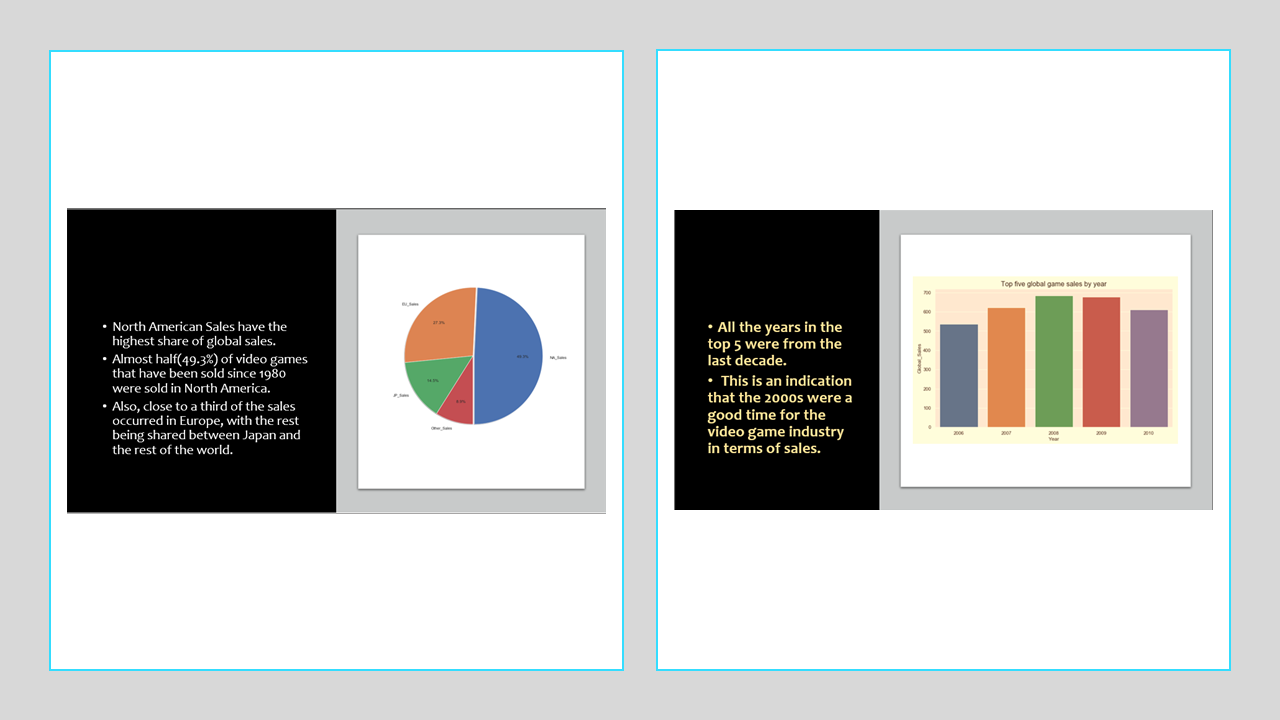 • North American Sales have the
highest share of global sales.
• Almost half(49.3%) of video games
that have been sold since 1980
were sold in North America.
• Also, close to a third of the sales
occurred in Europe, with the rest
being shared between Japan and
the rest of the world.
EU_Sales
27.3%
49.3%
NA_Sales
JP_Sales
Other_Sales
• All the years in the
top 5 were from the
last decade.
• This is an indication
that the 2000s were a
good time for the
video game industry
in terms of sales.
Top five global game sales by year
Global_Sales
700
600
500
400
300
200
100
0
2006 2007 2008 2009 2010
Year